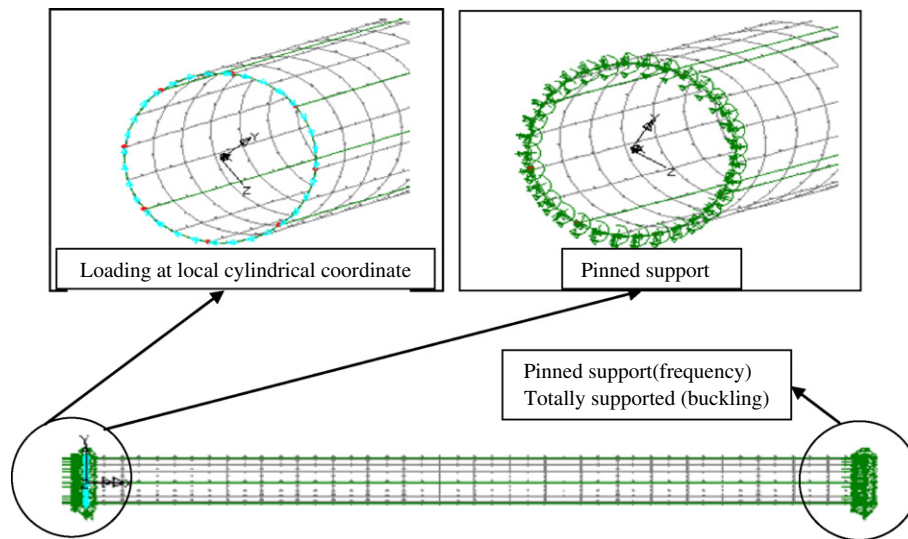 Y
Z
Loading at local cylindrical coordinate
Y
Z
Pinned support
Pinned support(frequency)
Totally supported (buckling)
Y